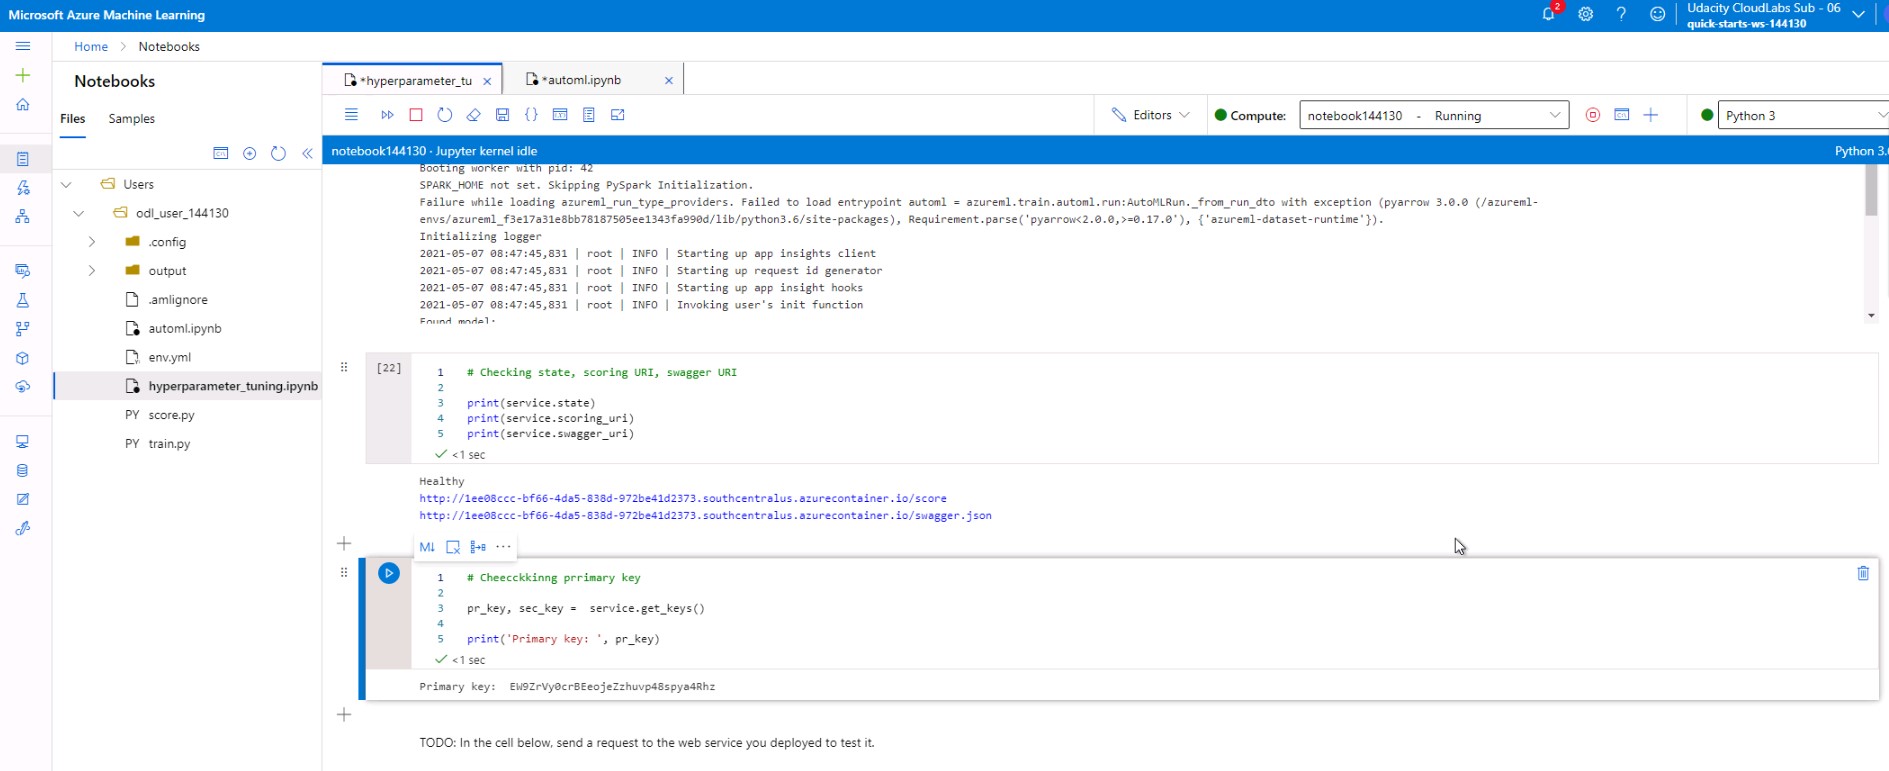 Microsoft Azure Machine Learning
2
Udacity CloudLabs Sub - 06
quick-starts-ws-144130
Home > Notebooks
Notebooks
Files Samples
Users
odl_user_144130
.config
output
.amlignore
automl.ipynb
env.yml
hyperparameter_tuning.ipynb
PY score.py
PY train.py
*hyperparameter_tu
*automl.ipynb
Editors
Compute:
notebook144130 - Running
Python 3
notebook144130 · Jupyter kernel idle
Python 3.
Booting worker with pid: 42
SPARK_HOME not set. Skipping PySpark Initialization.
Failure while loading azureml_run_type_providers. Failed to load entrypoint automl = azureml.train.automl.run:AutoMLRun._from_run_dto with exception (pyarrow 3.0.0 (/azureml-
envs/azureml_f3e17a31e8bb78187505ee1343fa990d/lib/python3.6/site-packages), Requirement.parse('pyarrow<2.0.0,>=0.17.0'), {'azureml-dataset-runtime'}).
Initializing logger
2021-05-07 08:47:45,831 | root | INFO | Starting up app insights client
2021-05-07 08:47:45,831 | root | INFO | Starting up request id generator
2021-05-07 08:47:45,831 | root | INFO | Starting up app insight hooks
2021-05-07 08:47:45,831 | root | INFO | Invoking user's init function
Found model:
[22]
1 # Checking state, scoring URI, swagger URI
2
3 print(service.state)
4 print(service.scoring_uri)
5 print(service.swagger_uri)
<1 sec
Healthy
http://1ee08ccc-bf66-4da5-838d-972be41d2373.southcentralus.azurecontainer.io/score
http://1ee08ccc-bf66-4da5-838d-972be41d2373.southcentralus.azurecontainer.io/swagger.json
M↓
1 # Cheecckkinng prrimary key
2
3 pr_key, sec_key = service.get_keys()
4
5 print('Primary key: ', pr_key)
<1 sec
Primary key: EW9ZrVy0crBEeojeZzhuvp48spya4Rhz
TODO: In the cell below, send a request to the web service you deployed to test it.